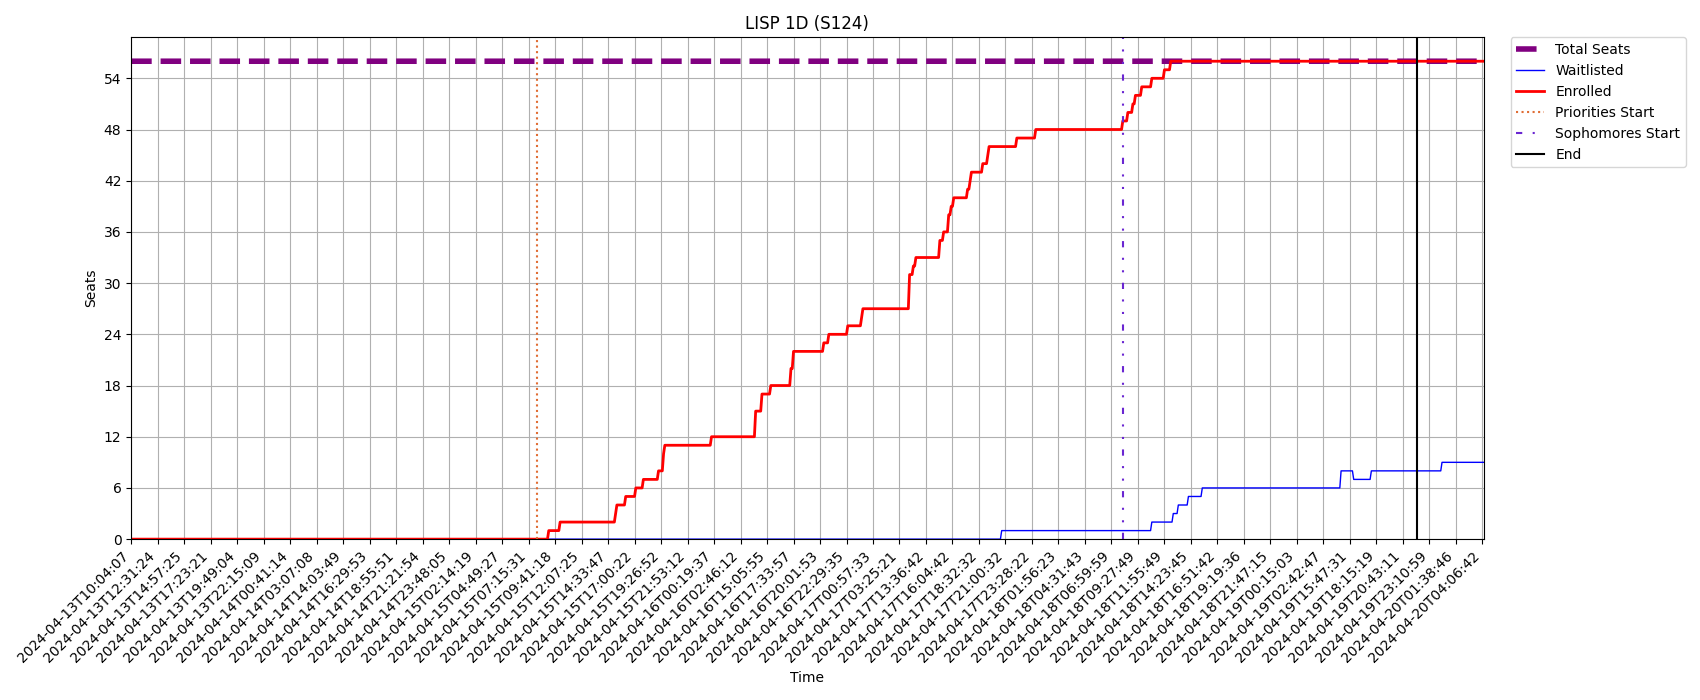 LISP 1D (S124)
Total Seats
Waitlisted
Enrolled
Priorities Start
Sophomores Start
End
Seats
54
48
42
36
30
24
18
12
6
0
2024-04-13T10:04:07
2024-04-13T12:31:24
2024-04-13T14:57:25
2024-04-13T17:23:21
2024-04-13T19:49:04
2024-04-13T22:15:09
2024-04-14T00:41:14
2024-04-14T03:07:08
2024-04-14T14:03:49
2024-04-14T16:29:53
2024-04-14T18:55:51
2024-04-14T21:21:54
2024-04-14T23:48:05
2024-04-15T02:14:19
2024-04-15T04:49:27
2024-04-15T07:15:31
2024-04-15T09:41:18
2024-04-15T12:07:25
2024-04-15T14:33:47
2024-04-15T17:00:22
2024-04-15T19:26:52
2024-04-15T21:53:12
2024-04-16T00:19:37
2024-04-16T02:46:12
2024-04-16T15:05:55
2024-04-16T17:33:57
2024-04-16T20:01:53
2024-04-16T22:29:35
2024-04-17T00:57:33
2024-04-17T03:25:21
2024-04-17T13:36:42
2024-04-17T16:04:42
2024-04-17T18:32:32
2024-04-17T21:00:32
2024-04-17T23:28:22
2024-04-18T01:56:23
2024-04-18T04:31:43
2024-04-18T06:59:59
2024-04-18T09:27:49
2024-04-18T11:55:49
2024-04-18T14:23:45
2024-04-18T16:51:42
2024-04-18T19:19:36
2024-04-18T21:47:15
2024-04-19T00:15:03
2024-04-19T02:42:47
2024-04-19T15:47:31
2024-04-19T18:15:19
2024-04-19T20:43:11
2024-04-19T23:10:59
2024-04-20T01:38:46
2024-04-20T04:06:42
Time